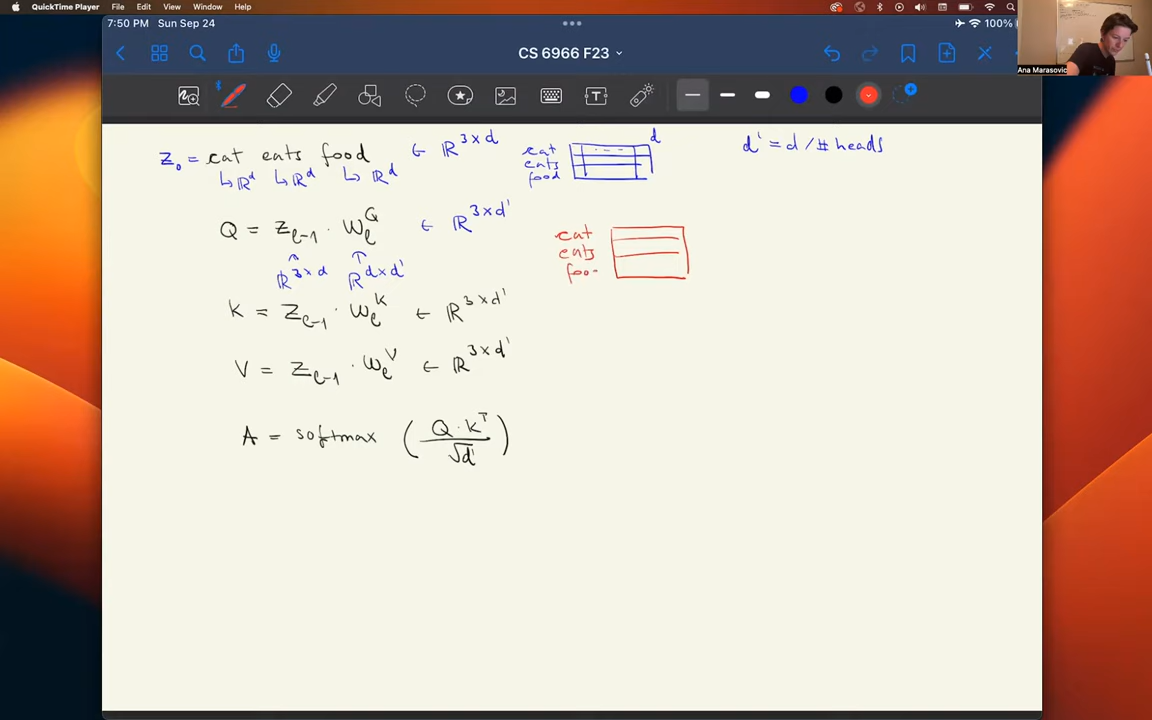 QuickTime Player File Edit View Window Help
7:50 PM Sun Sep 24
100%
CS 6966 F23
Ana Marasovic
Z₀ = cat eats food ∈ ℝ^{3×d}
↳ℝ^d ↳ℝ^d ↳ℝ^d
cat
eats
food
d
d' = d / # heads
Q = Z_{ℓ-1} · W_ℓ^Q ∈ ℝ^{3×d'}
ℝ^{3×d} ℝ^{d×d'}
cat
eats
foo
K = Z_{ℓ-1} · W_ℓ^K ∈ ℝ^{3×d'}
V = Z_{ℓ-1} · W_ℓ^V ∈ ℝ^{3×d'}
A = softmax (Q · K^T / √d')